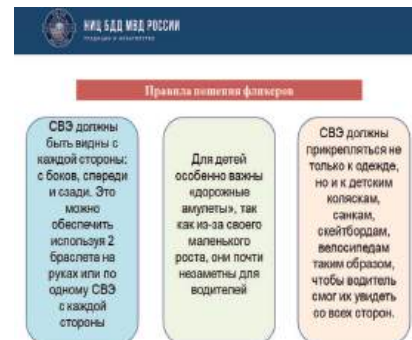 НИЦ БДД МВД РОССИИ
Правила ношения фликеров
СВЭ должны
быть видны с
каждой стороны:
с боков, спереди
и сзади. Это
можно
обеспечить
используя 2
браслета на
руках или по
одному СВЭ
с каждой
стороны
Для детей
особенно важны
«дорожные
амулеты», так
как из-за своего
маленького
роста, они почти
незаметны для
водителей
СВЭ должны
прикрепляться не
только к одежде,
но и к детским
коляскам,
санкам,
скейтбордам,
велосипедам
таким образом,
чтобы водитель
смог их увидеть
со всех сторон.